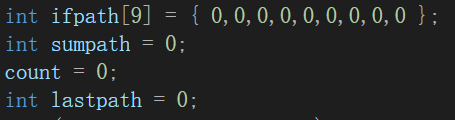 int ifpath[9] = { 0,0,0,0,0,0,0,0,0 };
int sumpath = 0;
count = 0;
int lastpath = 0;